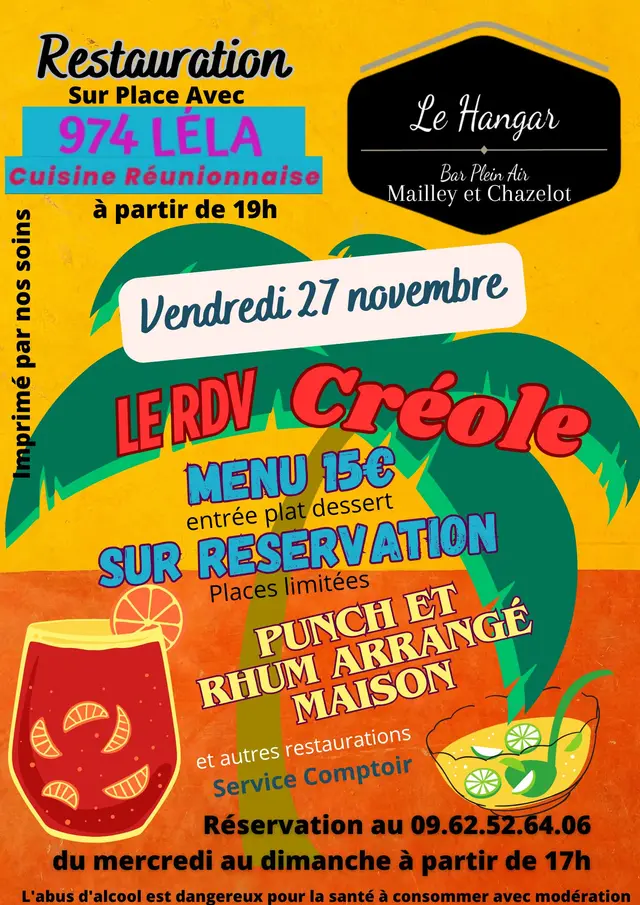 Restauration
Sur Place Avec
974 LÉLA
Cuisine Réunionnaise
à partir de 19h
Le Hangar
Bar Plein Air
Mailley et Chazelot
Imprimé par nos soins
Vendredi 27 novembre
LE RDV Créole
MENU 15€
entrée plat dessert
SUR RESERVATION
Places limitées
PUNCH ET
RHUM ARRANGÉ
MAISON
et autres restaurations
Service Comptoir
Réservation au 09.62.52.64.06
du mercredi au dimanche à partir de 17h
L'abus d'alcool est dangereux pour la santé à consommer avec modération